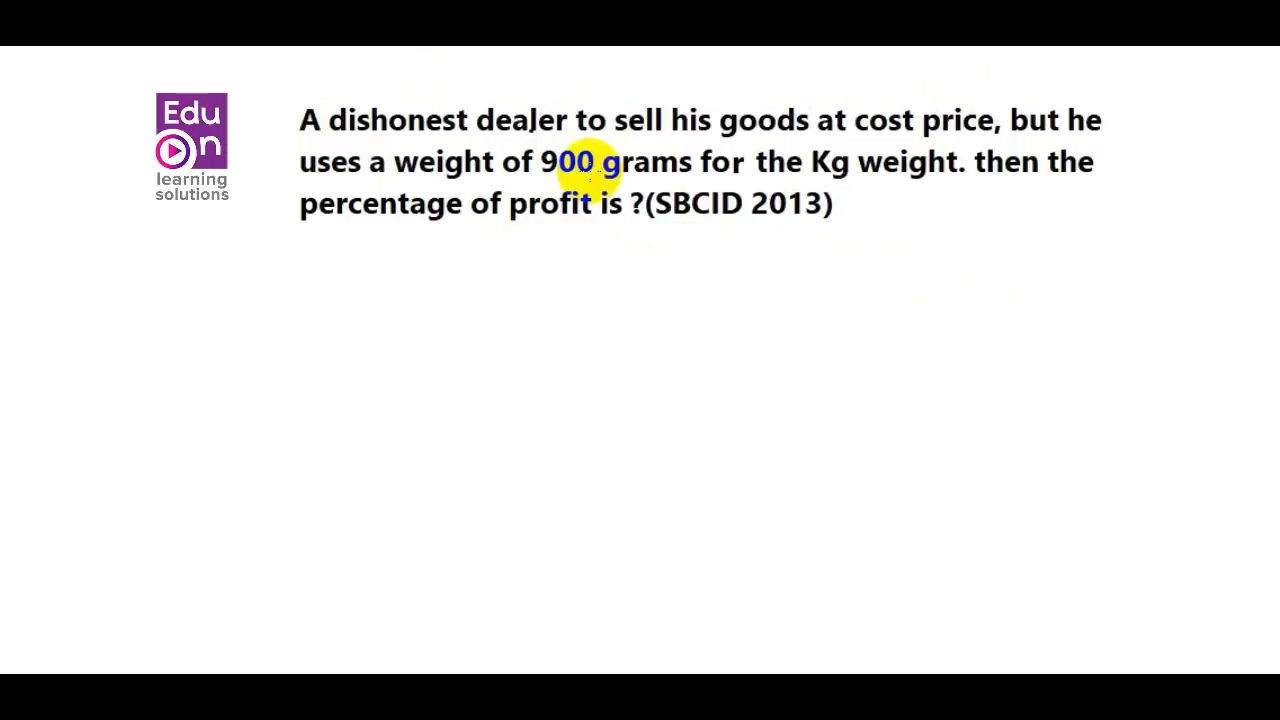 Edu
n
learning
solutions
A dishonest dealer to sell his goods at cost price, but he
uses a weight of 900 grams for the Kg weight. then the
percentage of profit is ?(SBCID 2013)